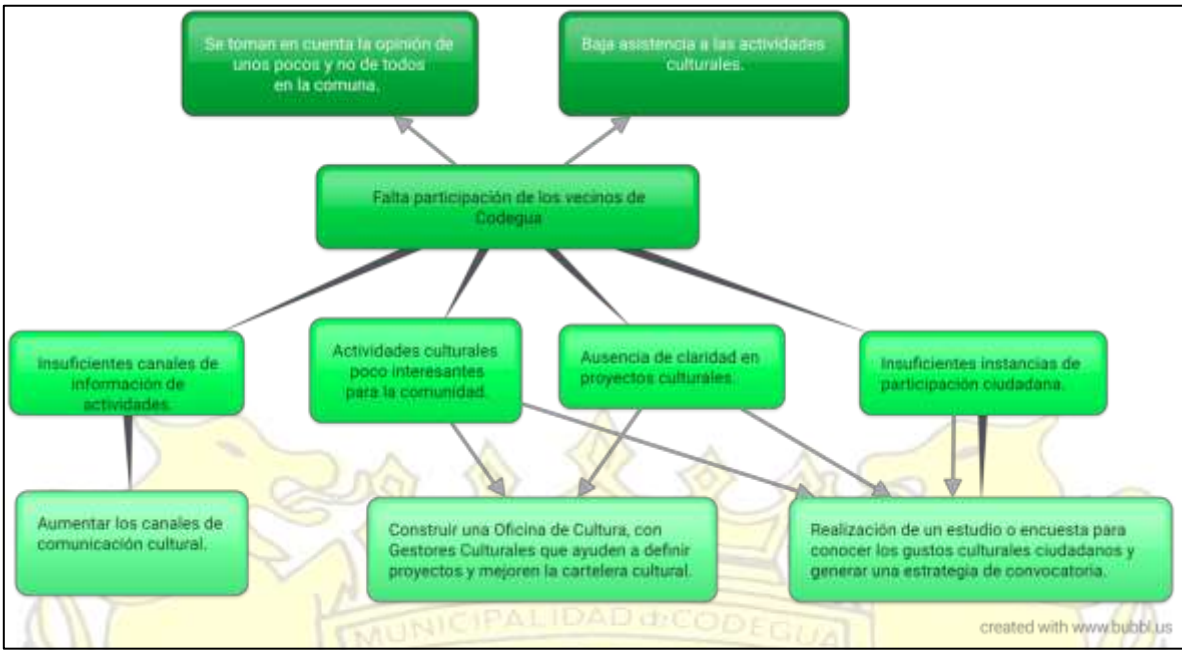 Se toman en cuenta la opinión de
unos pocos y no de todos
en la comuna.
Baja asistencia a las actividades
culturales.
Falta participación de los vecinos de
Codegua
Insuficientes canales de
información de
actividades.
Actividades culturales
poco interesantes
para la comunidad.
Ausencia de claridad en
proyectos culturales.
Insuficientes instancias de
participación ciudadana.
Aumentar los canales de
comunicación cultural.
Construir una Oficina de Cultura, con
Gestores Culturales que ayuden a definir
proyectos y mejoren la cartelera cultural.
Realización de un estudio o encuesta para
conocer los gustos culturales ciudadanos y
generar una estrategia de convocatoria.
MUNICIPALIDAD de CODEGUA
created with www.bubbl.us